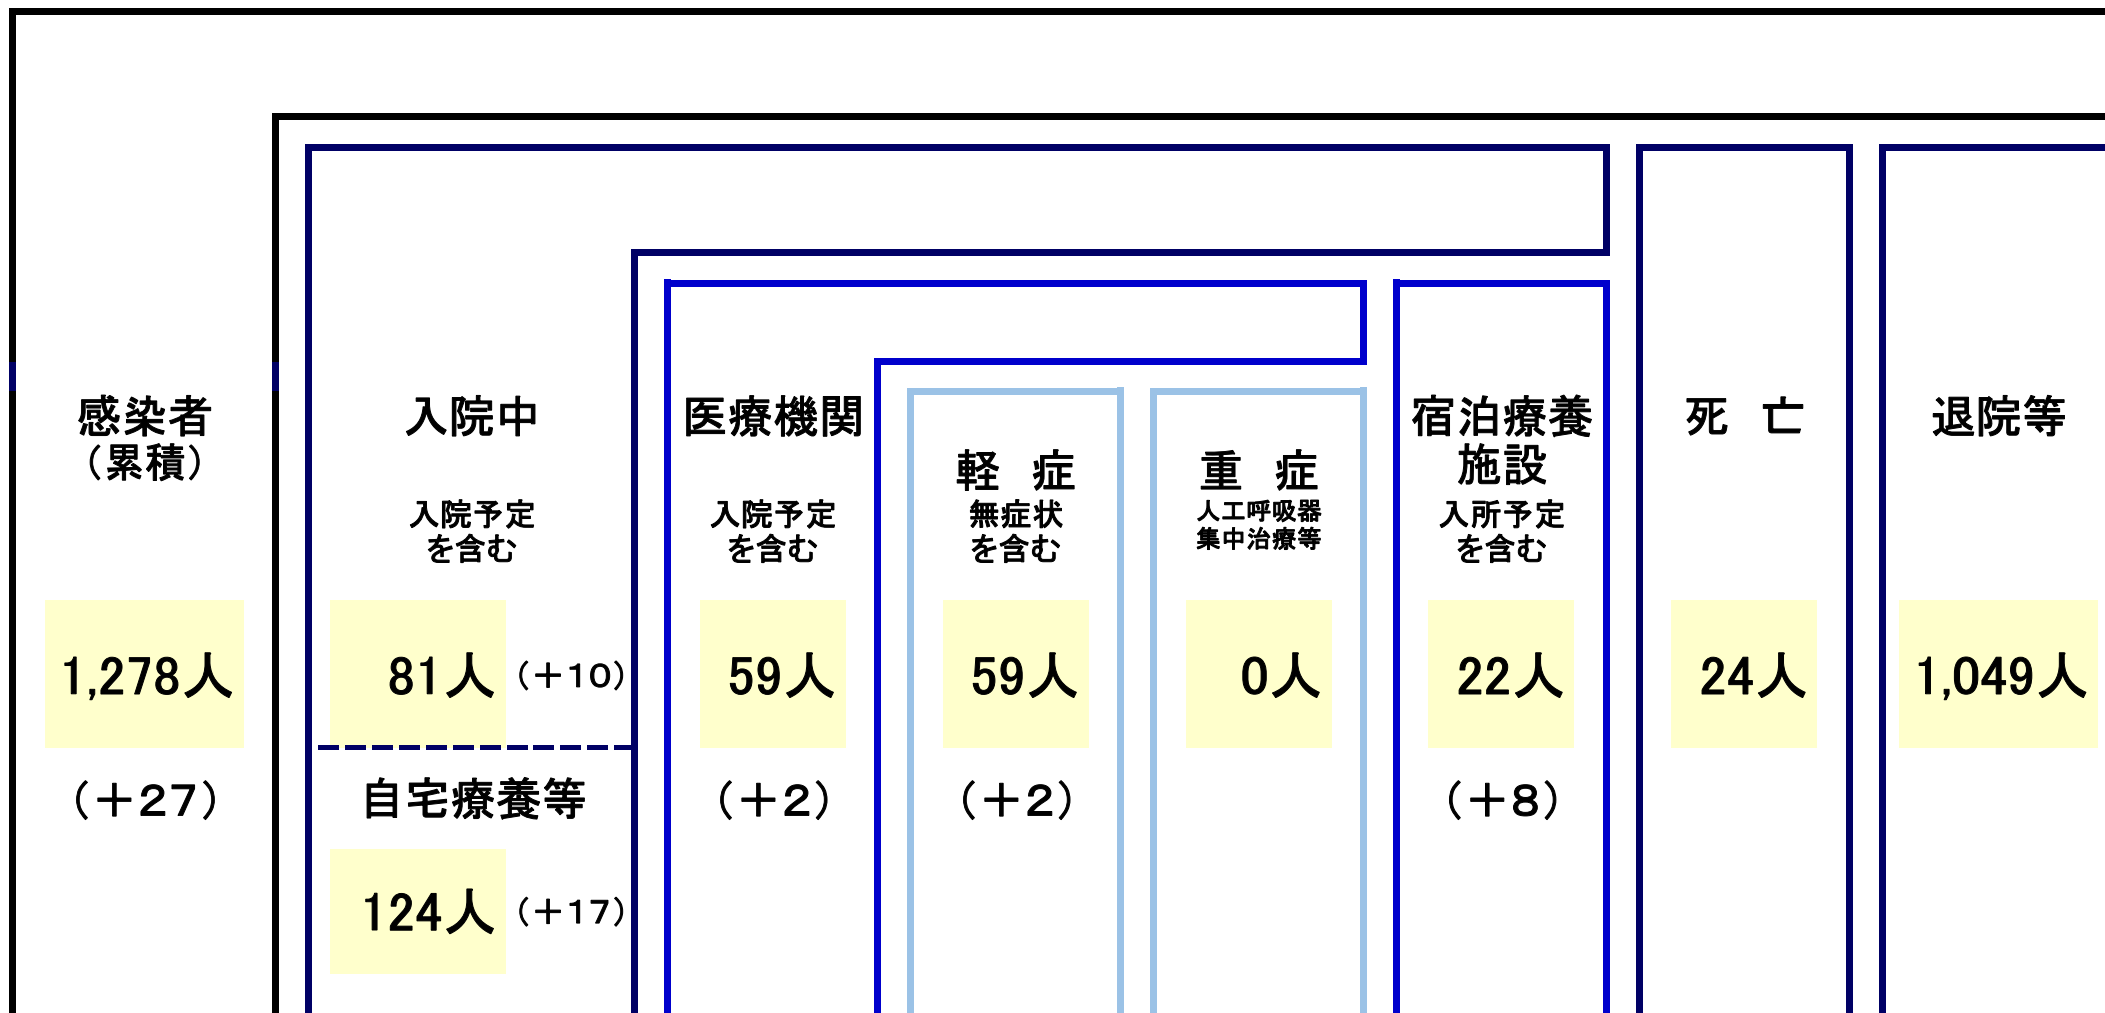 感染者
（累積）
1,278人
（＋27）
入院中
入院予定
を含む
81人 （＋10）
自宅療養等
124人 （＋17）
医療機関
入院予定
を含む
59人
（＋2）
軽 症
無症状
を含む
59人
（＋2）
重 症
人工呼吸器
集中治療等
0人
宿泊療養
施設
入所予定
を含む
22人
（＋8）
死 亡
24人
退院等
1,049人